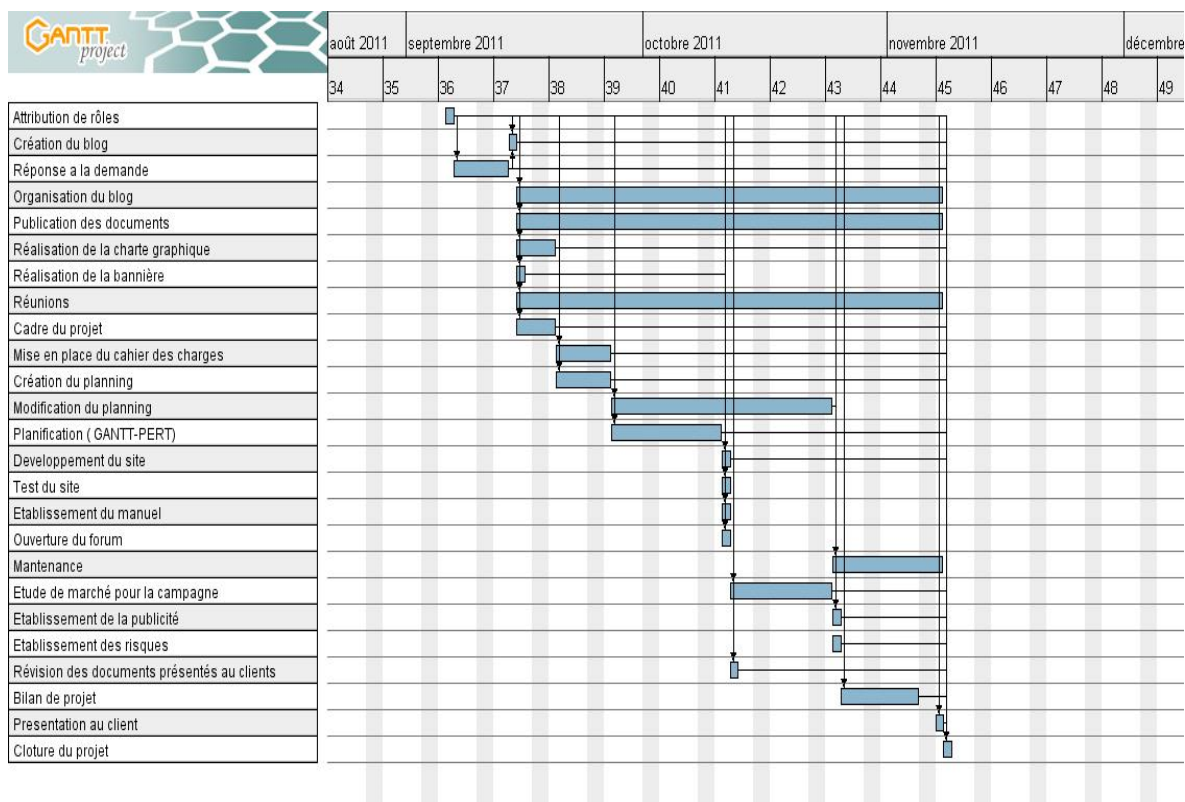 GANTT
project
août 2011 septembre 2011 octobre 2011 novembre 2011 décembre
34 35 36 37 38 39 40 41 42 43 44 45 46 47 48 49
Attribution de rôles
Création du blog
Réponse a la demande
Organisation du blog
Publication des documents
Réalisation de la charte graphique
Réalisation de la bannière
Réunions
Cadre du projet
Mise en place du cahier des charges
Création du planning
Modification du planning
Planification ( GANTT-PERT)
Developpement du site
Test du site
Etablissement du manuel
Ouverture du forum
Mantenance
Etude de marché pour la campagne
Etablissement de la publicité
Etablissement des risques
Révision des documents présentés au clients
Bilan de projet
Presentation au client
Cloture du projet